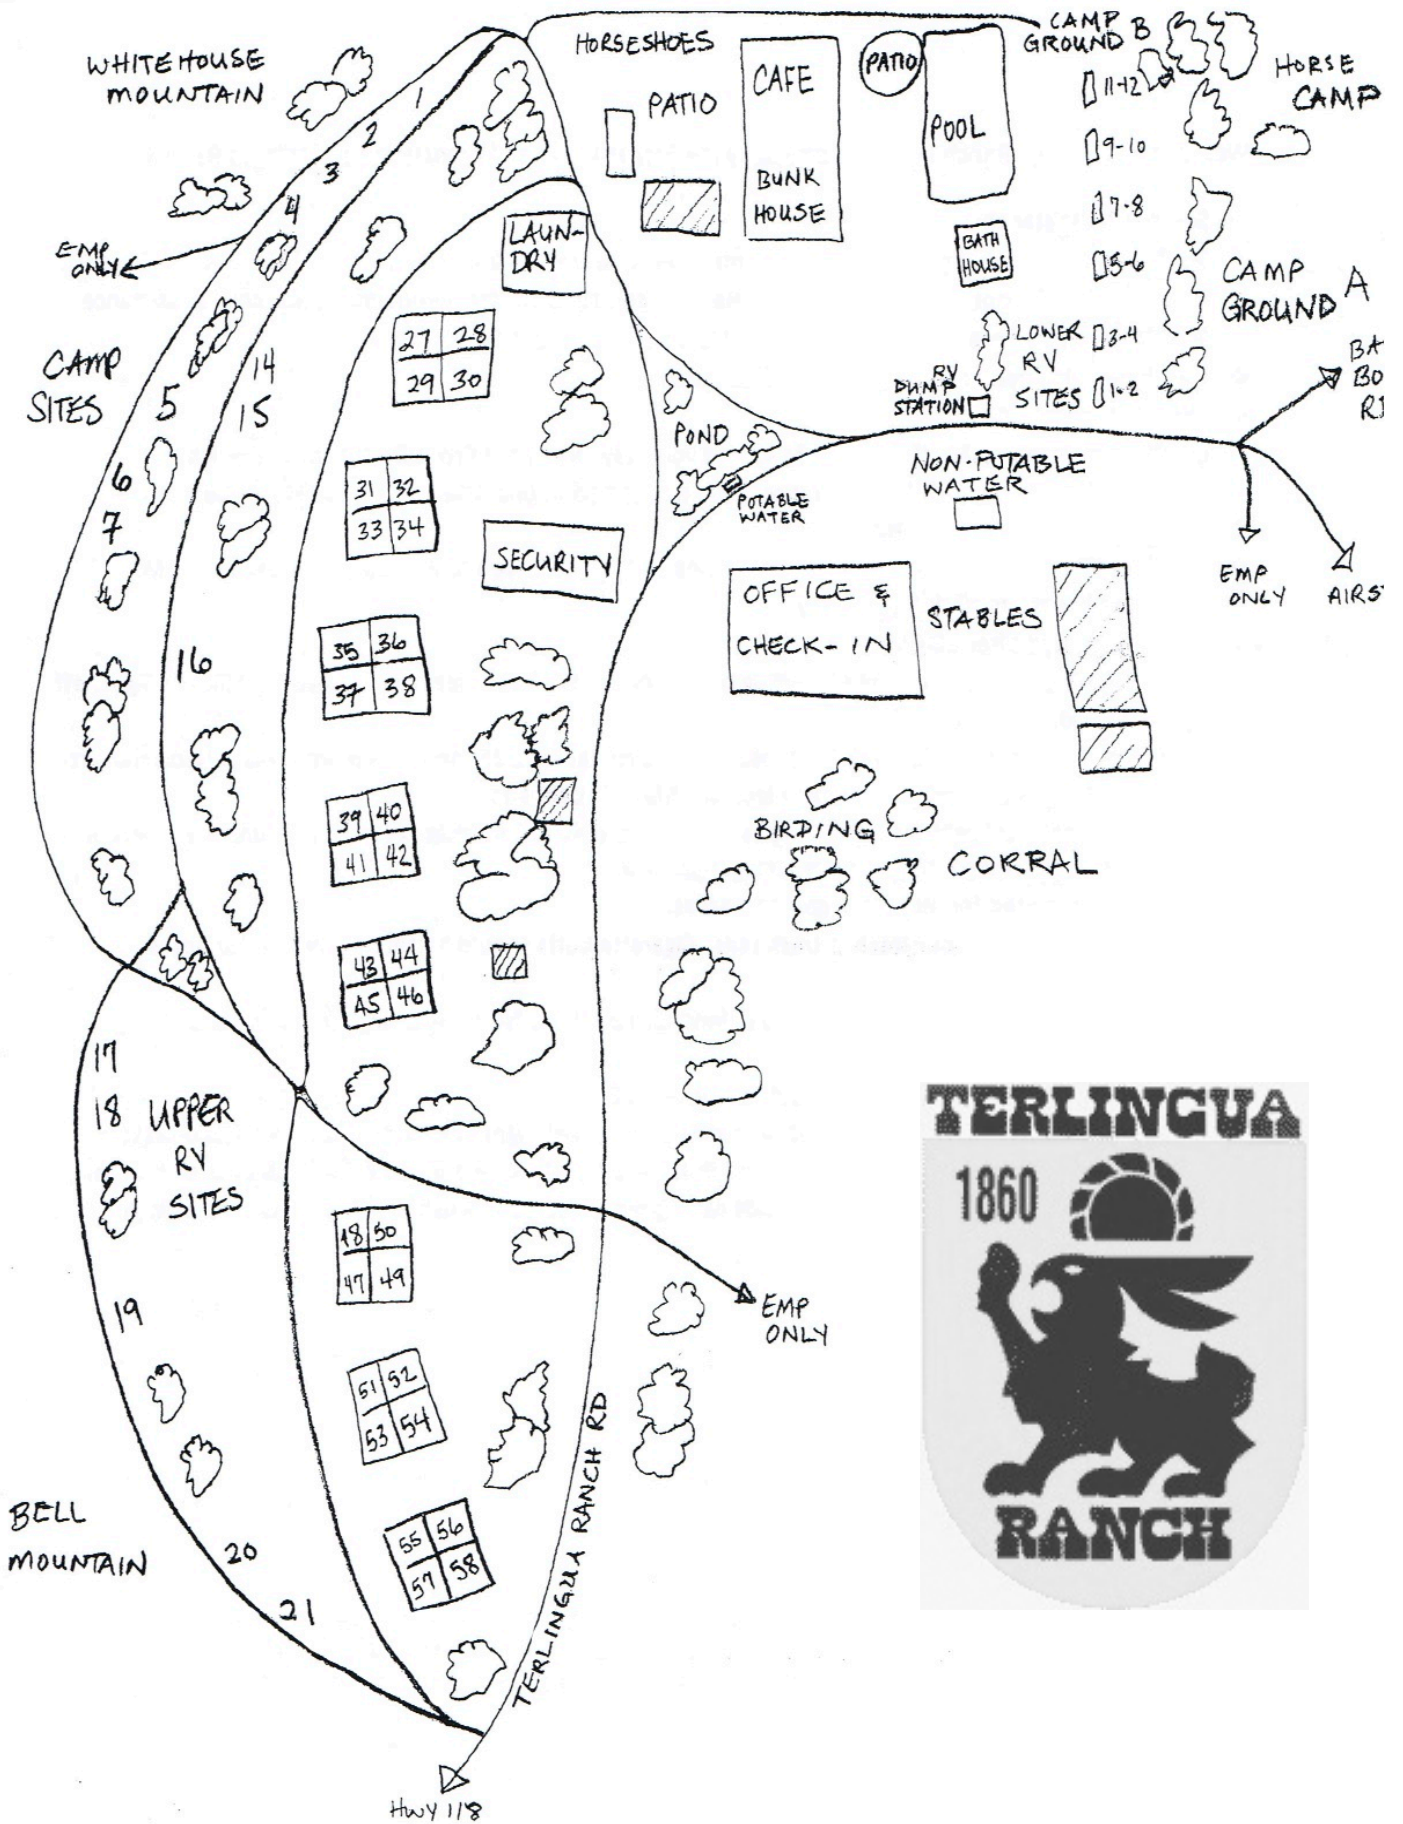 WHITEHOUSE
MOUNTAIN
HORSESHOES
PATIO
CAFE
BUNK
HOUSE
PATIO
POOL
CAMP
GROUND B
HORSE
CAMP
11-12
9-10
7-8
5-6
3-4
1-2
BATH
HOUSE
CAMP
GROUND A
LOWER
RV
SITES
RV
DUMP
STATION
BA
BO
RI
1
2
3
4
EMP
ONLY
CAMP
SITES
5
6
7
14
15
16
LAUN-
DRY
27 28
29 30
31 32
33 34
SECURITY
35 36
37 38
39 40
41 42
43 44
45 46
POND
POTABLE
WATER
NON-POTABLE
WATER
OFFICE &
CHECK-IN
STABLES
EMP
ONLY
AIRS
BIRDING
CORRAL
17
18
UPPER
RV
SITES
19
20
21
48 50
47 49
51 52
53 54
55 56
57 58
EMP
ONLY
BELL
MOUNTAIN
TERLINGUA RANCH RD
HWY 118
TERLINGUA
1860
RANCH